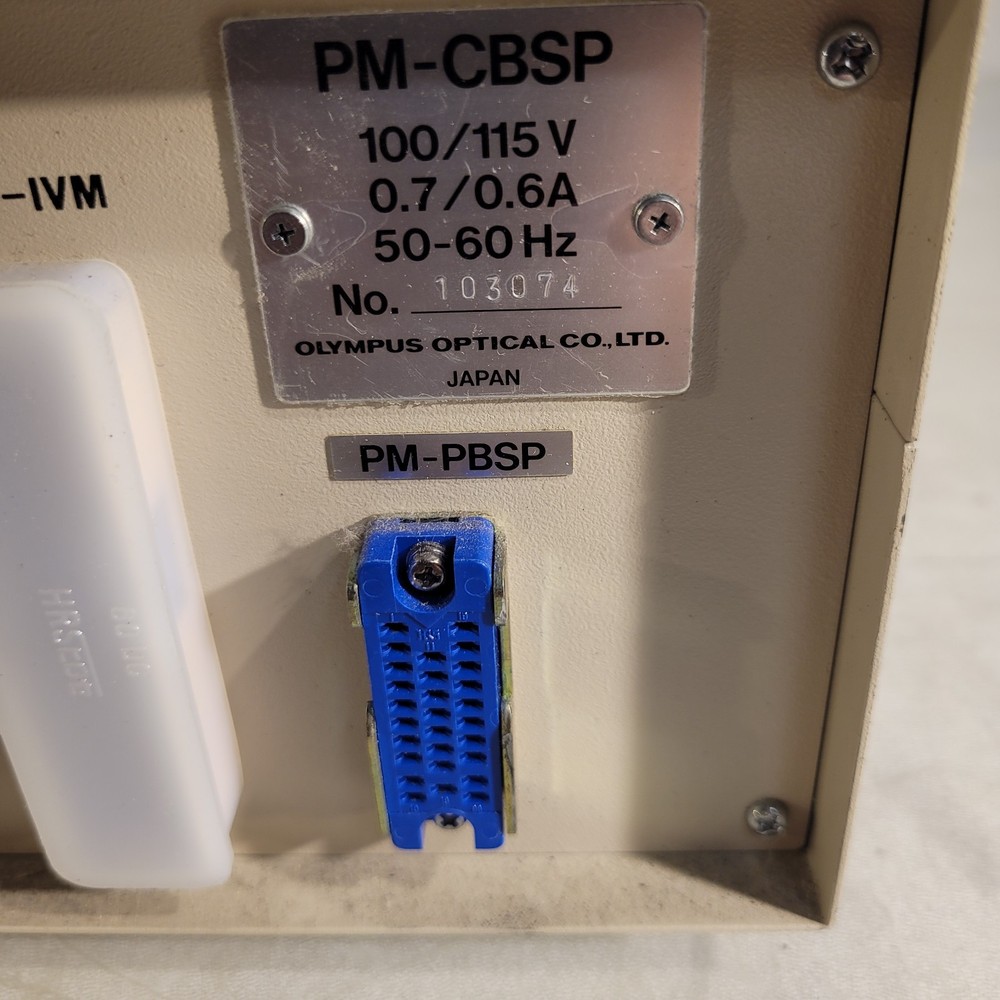 PM-CBSP
100/115 V
0.7/0.6A
50-60 Hz
No. 103074
OLYMPUS OPTICAL CO., LTD.
JAPAN
-IVM
PM-PBSP